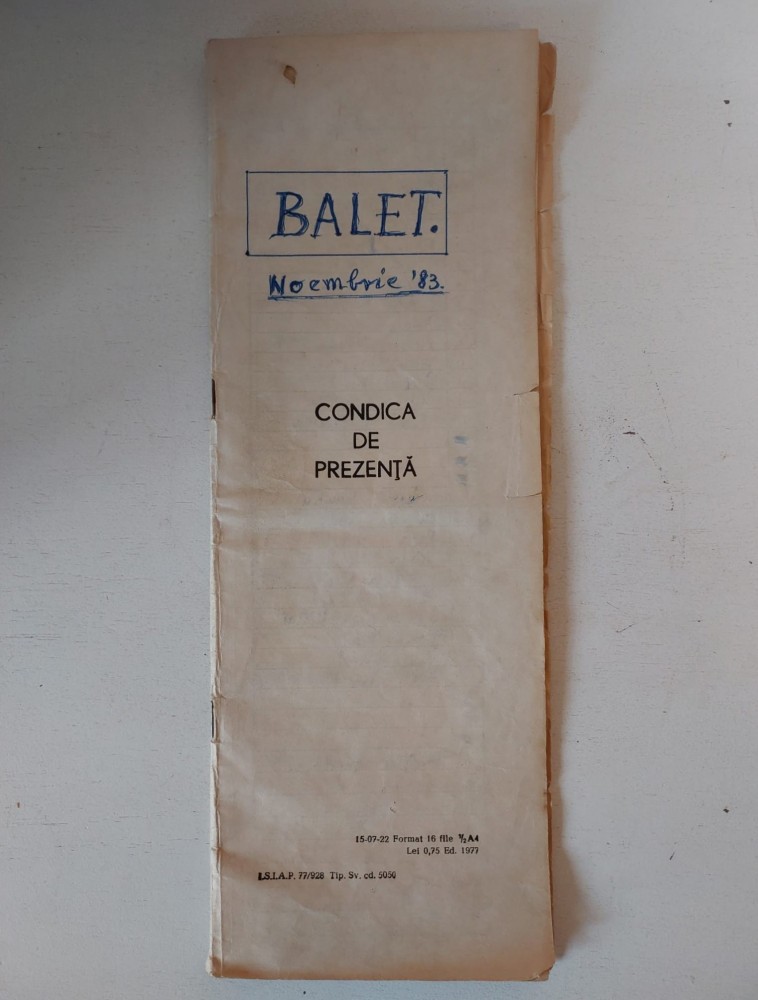 BALET.
Noembrie '83.
CONDICA
DE
PREZENŢĂ
15-07-22 Format 16 file ½A4
Lei 0,75 Ed. 1977
I.S.I.A.P. 77/928 Tip. Sv. cd. 5050